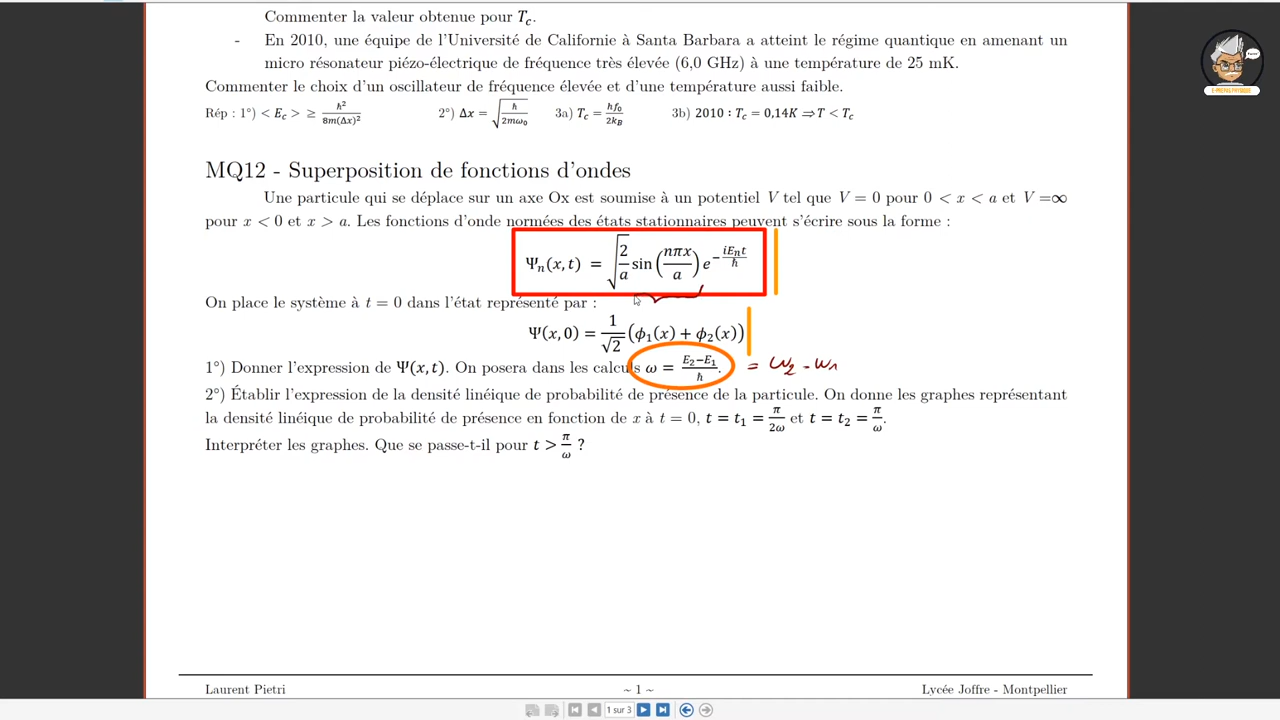 Commenter la valeur obtenue pour T_c.
- En 2010, une équipe de l'Université de Californie à Santa Barbara a atteint le régime quantique en amenant un
micro résonateur piézo-électrique de fréquence très élevée (6,0 GHz) à une température de 25 mK.
Commenter le choix d'un oscillateur de fréquence élevée et d'une température aussi faible.
Rép : 1°) < E_c > ≥ ħ²/8m(Δx)² 2°) Δx = √(ħ/2mω₀) 3a) T_c = hf₀/2k_B 3b) 2010 : T_c = 0,14K ⟹ T < T_c
MQ12 - Superposition de fonctions d'ondes
Une particule qui se déplace sur un axe Ox est soumise à un potentiel V tel que V = 0 pour 0 < x < a et V =∞
pour x < 0 et x > a. Les fonctions d'onde normées des états stationnaires peuvent s'écrire sous la forme :
Ψ_n(x, t) = √(2/a) sin(nπx/a) e^(-iE_nt/ħ)
On place le système à t = 0 dans l'état représenté par :
Ψ(x, 0) = 1/√2 (ϕ₁(x) + ϕ₂(x))
1°) Donner l'expression de Ψ(x, t). On posera dans les calculs ω = (E₂−E₁)/ħ. = ω₂ - ω₁
2°) Établir l'expression de la densité linéique de probabilité de présence de la particule. On donne les graphes représentant
la densité linéique de probabilité de présence en fonction de x à t = 0, t = t₁ = π/2ω et t = t₂ = π/ω.
Interpréter les graphes. Que se passe-t-il pour t > π/ω ?
Laurent Pietri ~ 1 ~ Lycée Joffre - Montpellier
1 sur 3